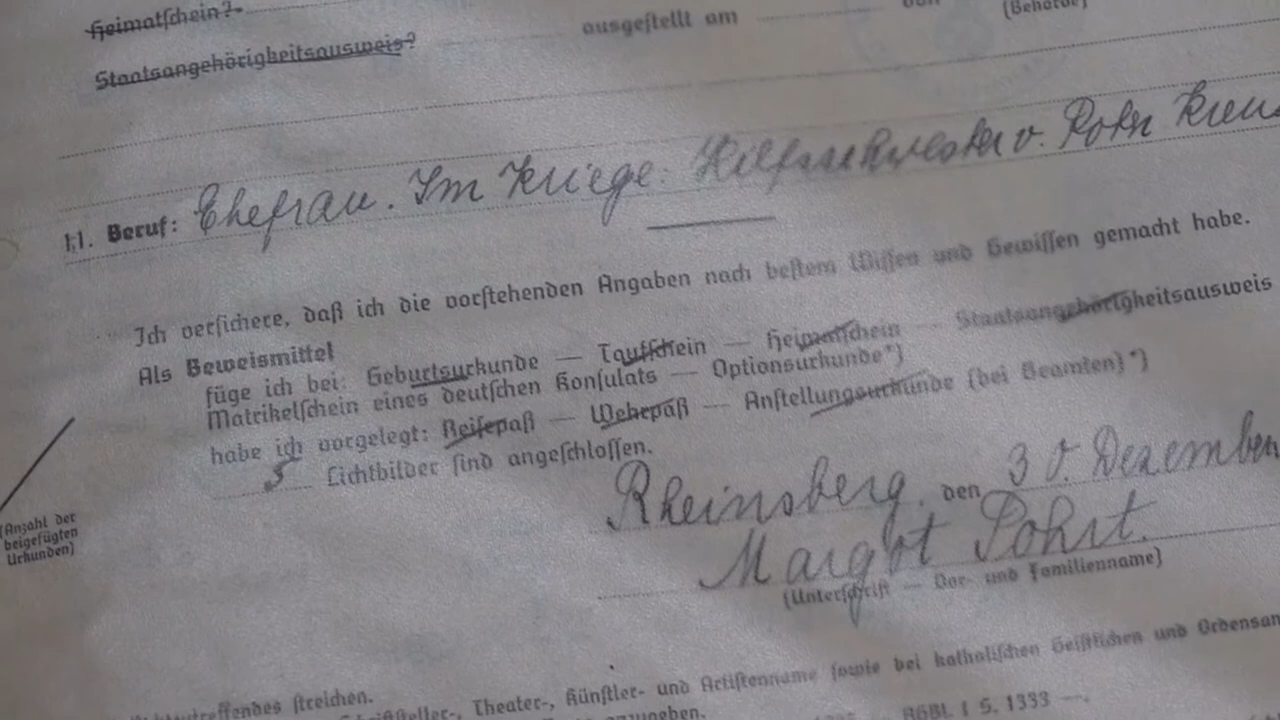 Heimatschein?
ausgestellt am
(Behörde)
Staatsangehörigkeitsausweis?
11. Beruf: Ehefrau. Im Kriege: Hilfsschwester v. Roten Kreu
Ich versichere, daß ich die vorstehenden Angaben nach bestem Wissen und Gewissen gemacht habe.
Als Beweismittel
füge ich bei: Geburtsurkunde — Taufschein — Heimatschein — Staatsangehörigkeitsausweis
Matrikelschein eines deutschen Konsulats — Optionsurkunde*)
habe ich vorgelegt: Reisepaß — Wehrpaß — Anstellungsurkunde (bei Beamten) *)
5 Lichtbilder sind angeschlossen.
(Anzahl der
beigefügten
Urkunden)
Rheinsberg, den 30. Dezember
Margot Pohrt.
(Unterschrift — Vor- und Familienname)
streichen.
Theater-, Künstler- und Artistenname sowie bei katholischen Geistlichen und Ordensan
RGBl. I S. 1333 —.